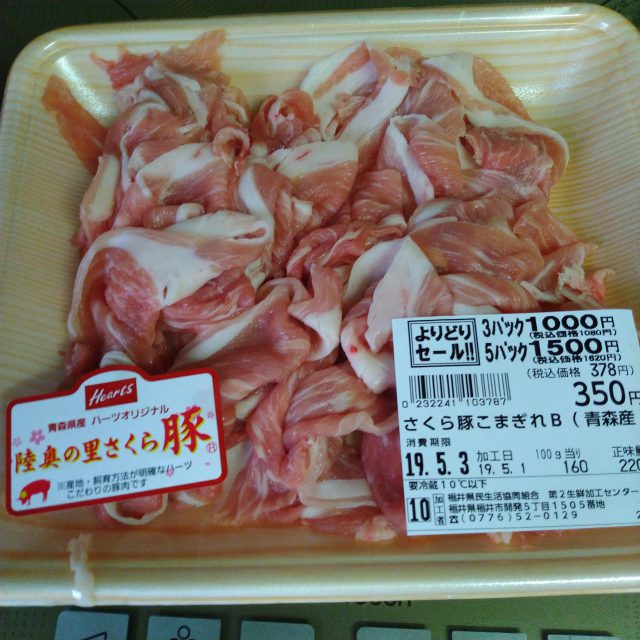 よりどり
セール!!
3パック1000円
(税込価格1080円)
5パック1500円
(税込価格1620円)
(税込価格 378円)
350円
0 232241 103787
さくら豚こまぎれB(青森産
消費期限
19.5.3
加工日
19.5.1
100g当り
160
正味量
要冷蔵10℃以下
10
加工者
福井県民生活協同組合 第2生鮮加工センター
福井県福井市開発5丁目1505番地
☎(0776)52-0129
Hearts
青森県産 ハーツオリジナル
陸奥の里さくら豚®
※産地・飼育方法が明確なハーツ
こだわりの豚肉です